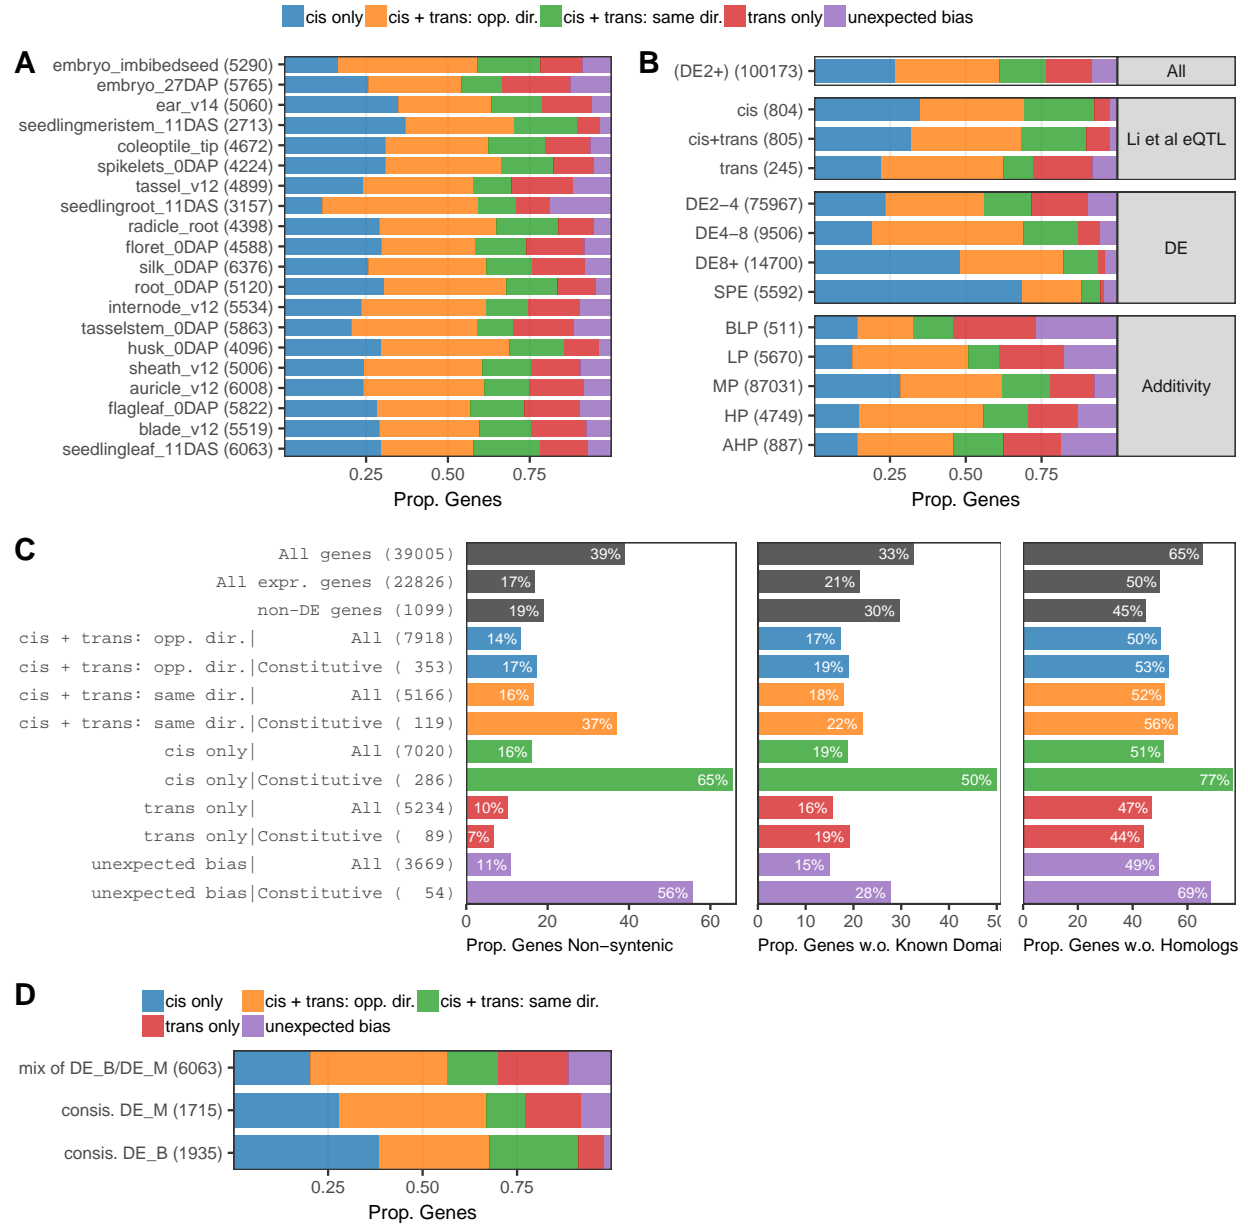 cis only cis + trans: opp. dir. cis + trans: same dir. trans only unexpected bias
A
embryo_imbibedseed (5290)
embryo_27DAP (5765)
ear_v14 (5060)
seedlingmeristem_11DAS (2713)
coleoptile_tip (4672)
spikelets_0DAP (4224)
tassel_v12 (4899)
seedlingroot_11DAS (3157)
radicle_root (4398)
floret_0DAP (4588)
silk_0DAP (6376)
root_0DAP (5120)
internode_v12 (5534)
tasselstem_0DAP (5863)
husk_0DAP (4096)
sheath_v12 (5006)
auricle_v12 (6008)
flagleaf_0DAP (5822)
blade_v12 (5519)
seedlingleaf_11DAS (6063)
0.25 0.50 0.75
Prop. Genes
B
(DE2+) (100173) All
cis (804)
cis+trans (805) Li et al eQTL
trans (245)
DE2−4 (75967)
DE4−8 (9506)
DE
DE8+ (14700)
SPE (5592)
BLP (511)
LP (5670)
MP (87031) Additivity
HP (4749)
AHP (887)
0.25 0.50 0.75
Prop. Genes
C
All genes (39005) 39% 33% 65%
All expr. genes (22826) 17% 21% 50%
non−DE genes (1099) 19% 30% 45%
cis + trans: opp. dir.| All (7918) 14% 17% 50%
cis + trans: opp. dir.|Constitutive ( 353) 17% 19% 53%
cis + trans: same dir.| All (5166) 16% 18% 52%
cis + trans: same dir.|Constitutive ( 119) 37% 22% 56%
cis only| All (7020) 16% 19% 51%
cis only|Constitutive ( 286) 65% 50% 77%
trans only| All (5234) 10% 16% 47%
trans only|Constitutive ( 89) 7% 19% 44%
unexpected bias| All (3669) 11% 15% 49%
unexpected bias|Constitutive ( 54) 56% 28% 69%
0 20 40 60 0 10 20 30 40 50 0 20 40 60
Prop. Genes Non−syntenic Prop. Genes w.o. Known Domai Prop. Genes w.o. Homologs
D
cis only cis + trans: opp. dir. cis + trans: same dir.
trans only unexpected bias
mix of DE_B/DE_M (6063)
consis. DE_M (1715)
consis. DE_B (1935)
0.25 0.50 0.75
Prop. Genes